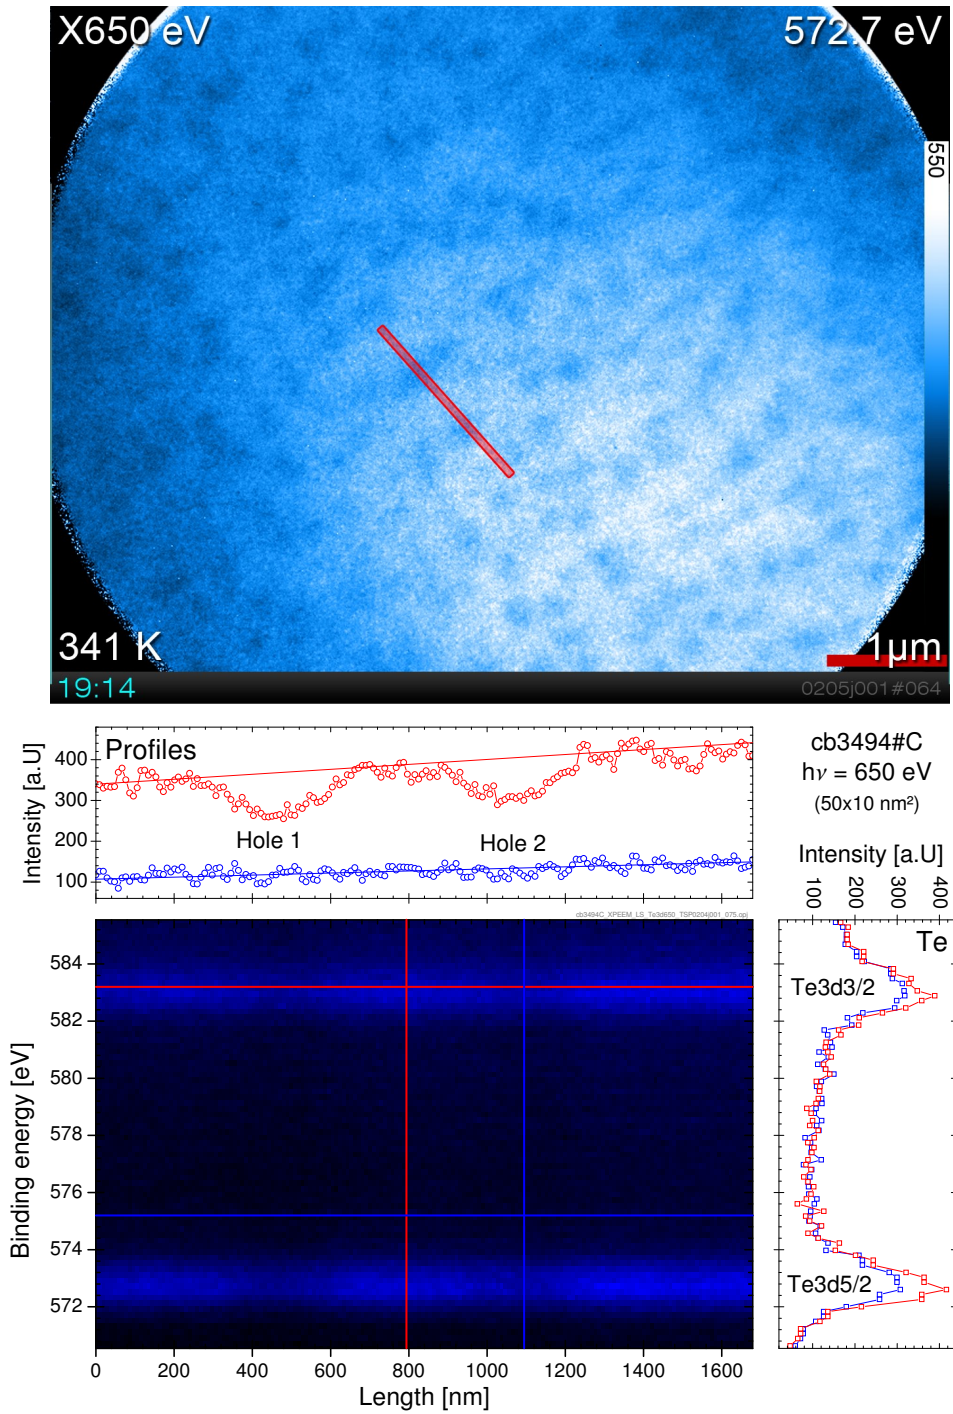 X650 eV
572.7 eV
550
341 K
1µm
19:14
0205j001#064
Profiles
Intensity [a.U]
400
300
200
100
Hole 1
Hole 2
cb3494#C
hν = 650 eV
(50x10 nm²)
Intensity [a.U]
100
200
300
400
cb3494C_XPEEM_LS_Te3d650_TSP0204j001_075.opj
Te
Te3d3/2
Te3d5/2
Binding energy [eV]
584
582
580
578
576
574
572
0
200
400
600
800
1000
1200
1400
1600
Length [nm]